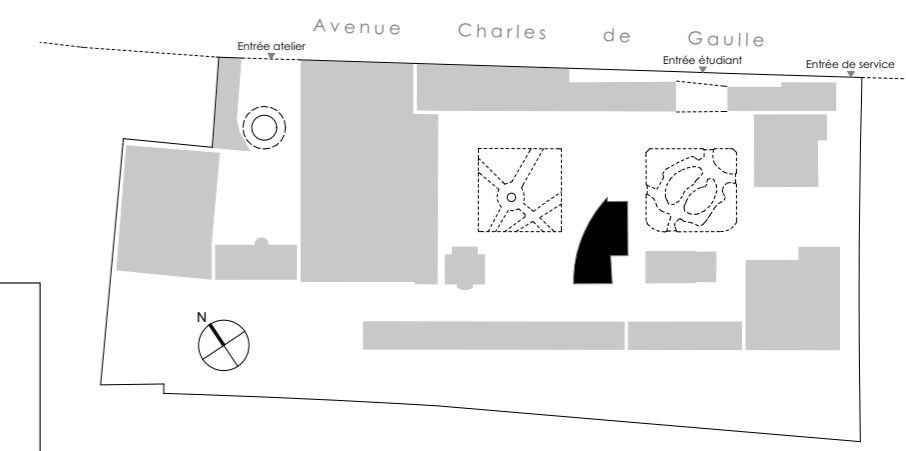 Avenue Charles de Gaulle
Entrée atelier
Entrée étudiant
Entrée de service
N